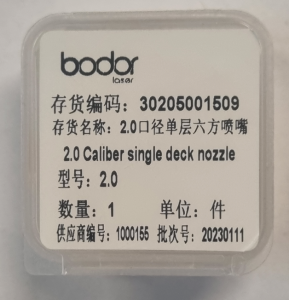 bodor
laser
存货编码：30205001509
存货名称：2.0口径单层六方喷嘴
2.0 Caliber single deck nozzle
型号：2.0
数量：1 单位：件
供应商编号：1000155 批次号：20230111